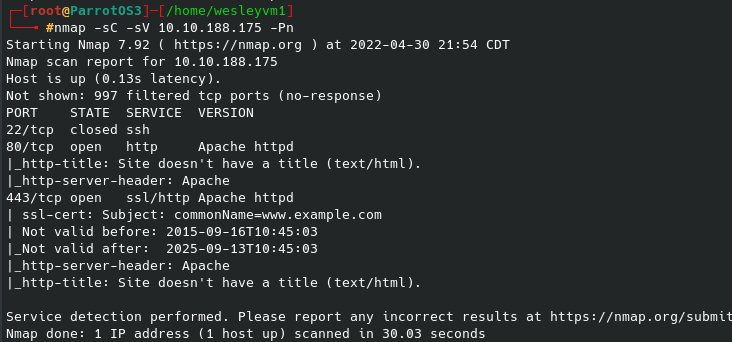 ┌─[root@ParrotOS3]─[/home/wesleyvm1]
└──╼ #nmap -sC -sV 10.10.188.175 -Pn
Starting Nmap 7.92 ( https://nmap.org ) at 2022-04-30 21:54 CDT
Nmap scan report for 10.10.188.175
Host is up (0.13s latency).
Not shown: 997 filtered tcp ports (no-response)
PORT    STATE  SERVICE  VERSION
22/tcp  closed ssh
80/tcp  open   http     Apache httpd
|_http-title: Site doesn't have a title (text/html).
|_http-server-header: Apache
443/tcp open   ssl/http Apache httpd
| ssl-cert: Subject: commonName=www.example.com
| Not valid before: 2015-09-16T10:45:03
|_Not valid after:  2025-09-13T10:45:03
|_http-server-header: Apache
|_http-title: Site doesn't have a title (text/html).

Service detection performed. Please report any incorrect results at https://nmap.org/submit
Nmap done: 1 IP address (1 host up) scanned in 30.03 seconds